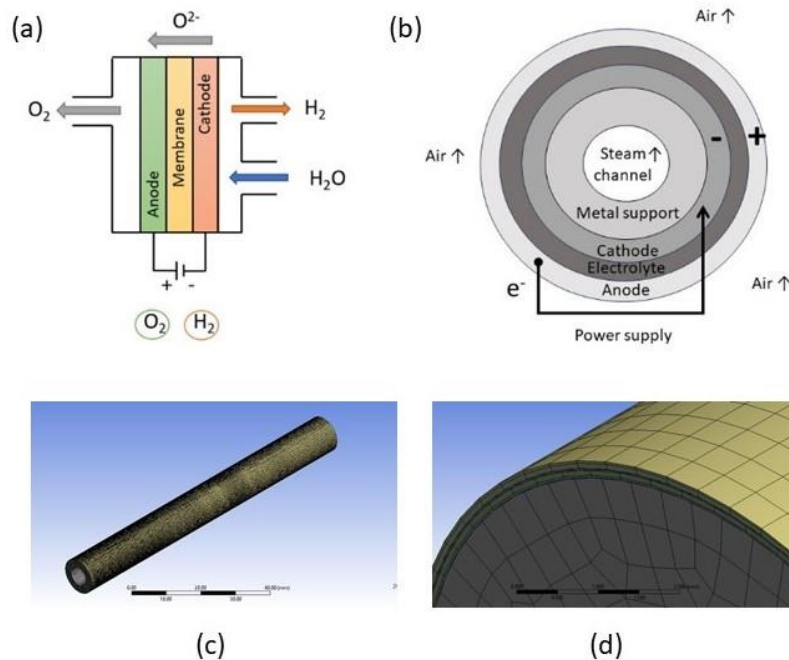 (a)
O²⁻
O₂
Anode
Membrane
Cathode
H₂
H₂O
+ -
O₂ H₂
(b)
Air ↑
Air ↑
Steam ↑
channel
- +
Metal support
Cathode
Electrolyte
Anode
e⁻
Air ↑
Power supply
(c)
(d)